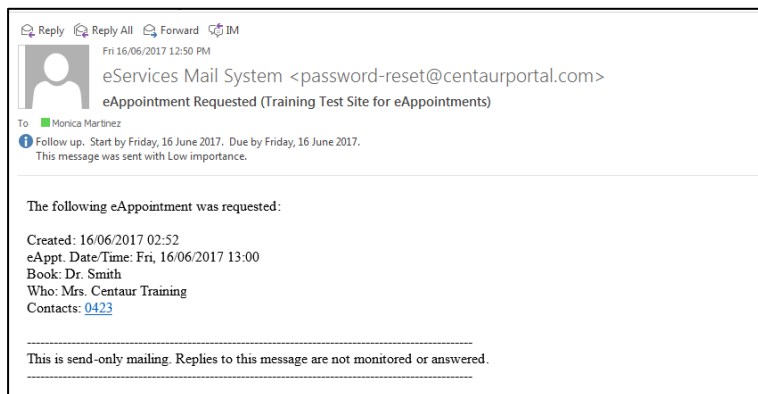 Reply Reply All Forward IM
Fri 16/06/2017 12:50 PM
eServices Mail System <password-reset@centaurportal.com>
eAppointment Requested (Training Test Site for eAppointments)
To Monica Martinez
Follow up. Start by Friday, 16 June 2017. Due by Friday, 16 June 2017.
This message was sent with Low importance.
The following eAppointment was requested:
Created: 16/06/2017 02:52
eAppt. Date/Time: Fri, 16/06/2017 13:00
Book: Dr. Smith
Who: Mrs. Centaur Training
Contacts: 0423
--------------------------------------------------------------------------------------------
This is send-only mailing. Replies to this message are not monitored or answered.
--------------------------------------------------------------------------------------------